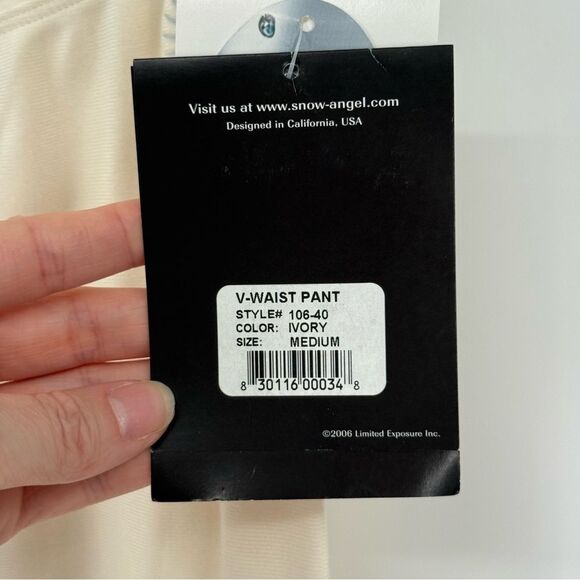 Visit us at www.snow-angel.com
Designed in California, USA
V-WAIST PANT
STYLE# 106-40
COLOR: IVORY
SIZE: MEDIUM
8 30116 00034 8
©2006 Limited Exposure Inc.